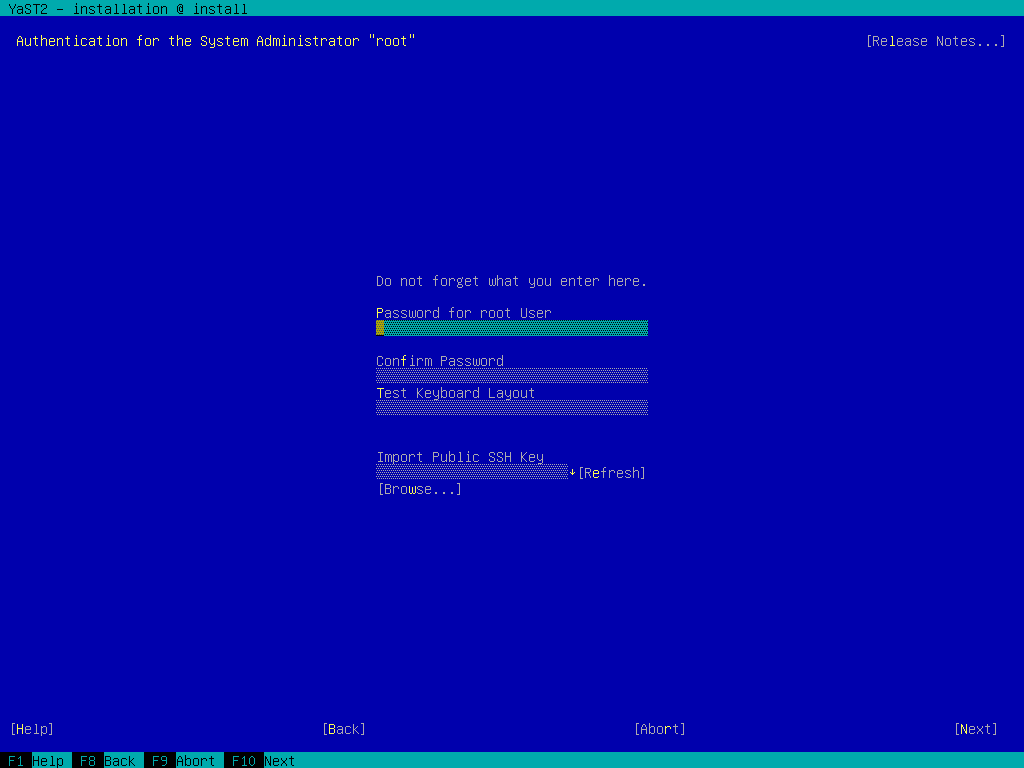 YaST2 - installation @ install
Authentication for the System Administrator "root" [Release Notes...]
Do not forget what you enter here.
Password for root User
Confirm Password
Test Keyboard Layout
Import Public SSH Key
↓[Refresh]
[Browse...]
[Help] [Back] [Abort] [Next]
F1 Help F8 Back F9 Abort F10 Next